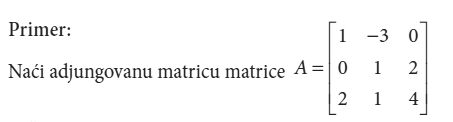 Primer:
Naći adjungovanu matricu matrice A = [1 −3 0
0 1 2
2 1 4]